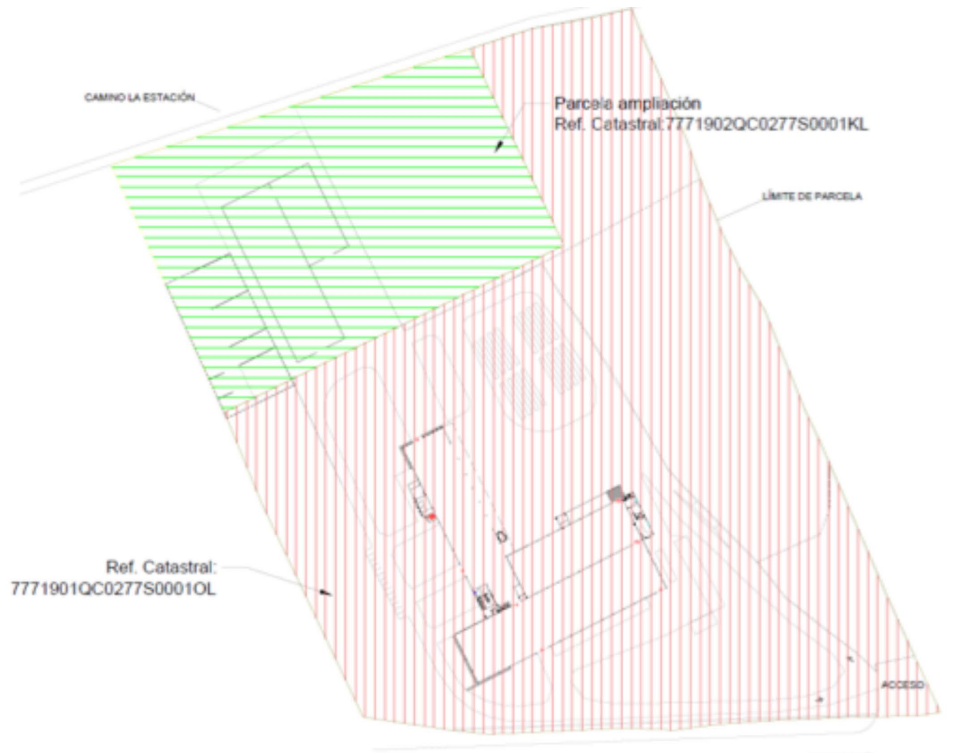 CAMINO LA ESTACIÓN
Parcela ampliación
Ref. Catastral:7771902QC0277S0001KL
LÍMITE DE PARCELA
Ref. Catastral:
7771901QC0277S0001OL
ACCESO